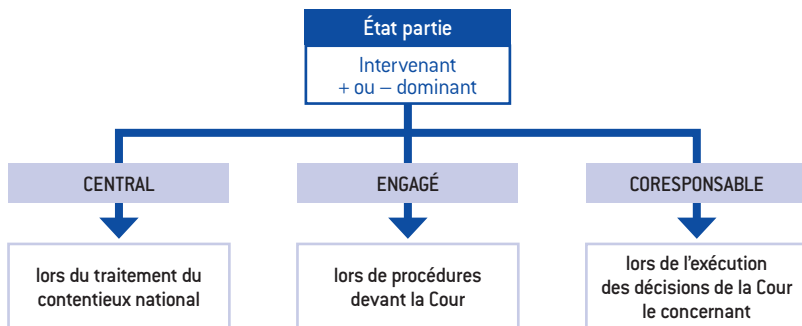 État partie
Intervenant
+ ou – dominant
CENTRAL
ENGAGÉ
CORESPONSABLE
lors du traitement du
contentieux national
lors de procédures
devant la Cour
lors de l'exécution
des décisions de la Cour
le concernant